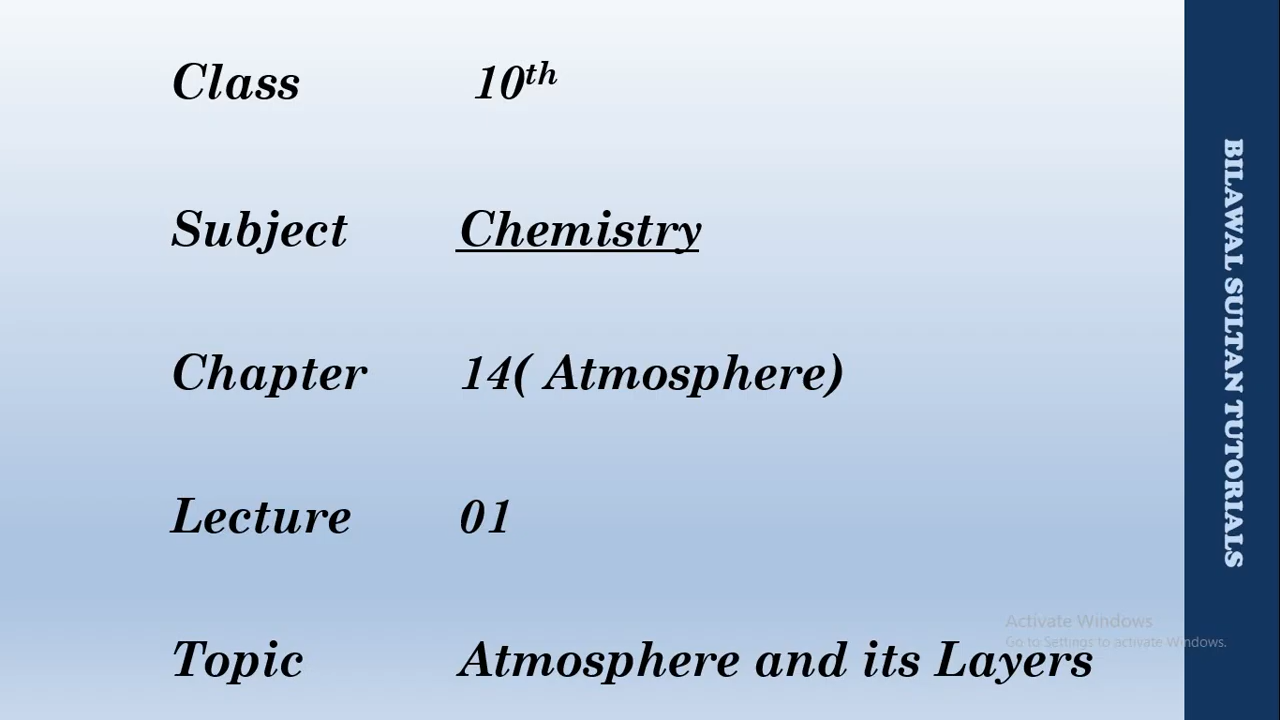 Class 10th
Subject Chemistry
Chapter 14( Atmosphere)
Lecture 01
Topic Atmosphere and its Layers
BILAWAL SULTAN TUTORIALS
Activate Windows
Go to Settings to activate Windows.